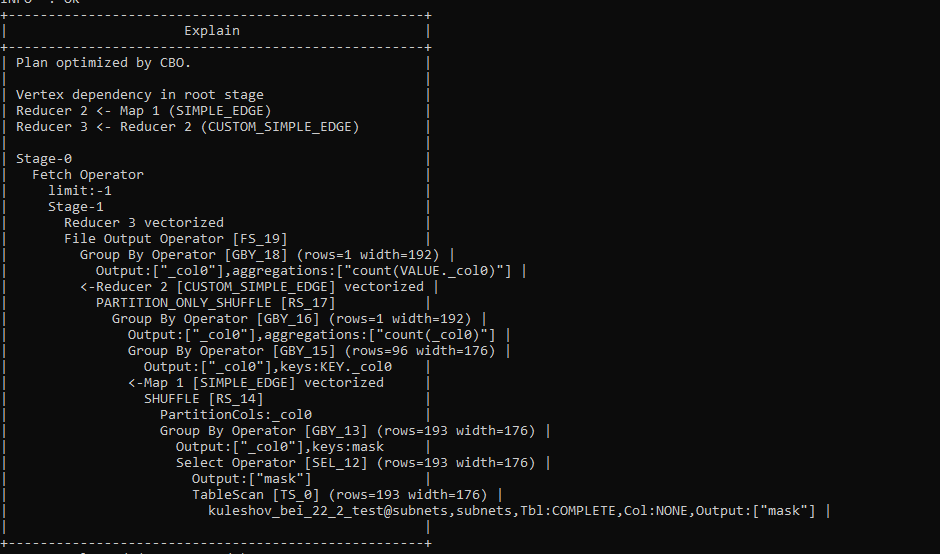 INFO  : OK
+----------------------------------------------------+
|                      Explain                       |
+----------------------------------------------------+
| Plan optimized by CBO.                             |
|                                                    |
| Vertex dependency in root stage                    |
| Reducer 2 <- Map 1 (SIMPLE_EDGE)                   |
| Reducer 3 <- Reducer 2 (CUSTOM_SIMPLE_EDGE)        |
|                                                    |
| Stage-0                                            |
|   Fetch Operator                                   |
|     limit:-1                                       |
|     Stage-1                                        |
|       Reducer 3 vectorized                         |
|       File Output Operator [FS_19]                 |
|         Group By Operator [GBY_18] (rows=1 width=192) |
|           Output:["_col0"],aggregations:["count(VALUE._col0)"] |
|         <-Reducer 2 [CUSTOM_SIMPLE_EDGE] vectorized |
|           PARTITION_ONLY_SHUFFLE [RS_17]           |
|             Group By Operator [GBY_16] (rows=1 width=192) |
|               Output:["_col0"],aggregations:["count(_col0)"] |
|               Group By Operator [GBY_15] (rows=96 width=176) |
|                 Output:["_col0"],keys:KEY._col0    |
|               <-Map 1 [SIMPLE_EDGE] vectorized     |
|                 SHUFFLE [RS_14]                    |
|                   PartitionCols:_col0              |
|                   Group By Operator [GBY_13] (rows=193 width=176) |
|                     Output:["_col0"],keys:mask     |
|                     Select Operator [SEL_12] (rows=193 width=176) |
|                       Output:["mask"]              |
|                       TableScan [TS_0] (rows=193 width=176) |
|                         kuleshov_bei_22_2_test@subnets,subnets,Tbl:COMPLETE,Col:NONE,Output:["mask"] |
|                                                    |
+----------------------------------------------------+